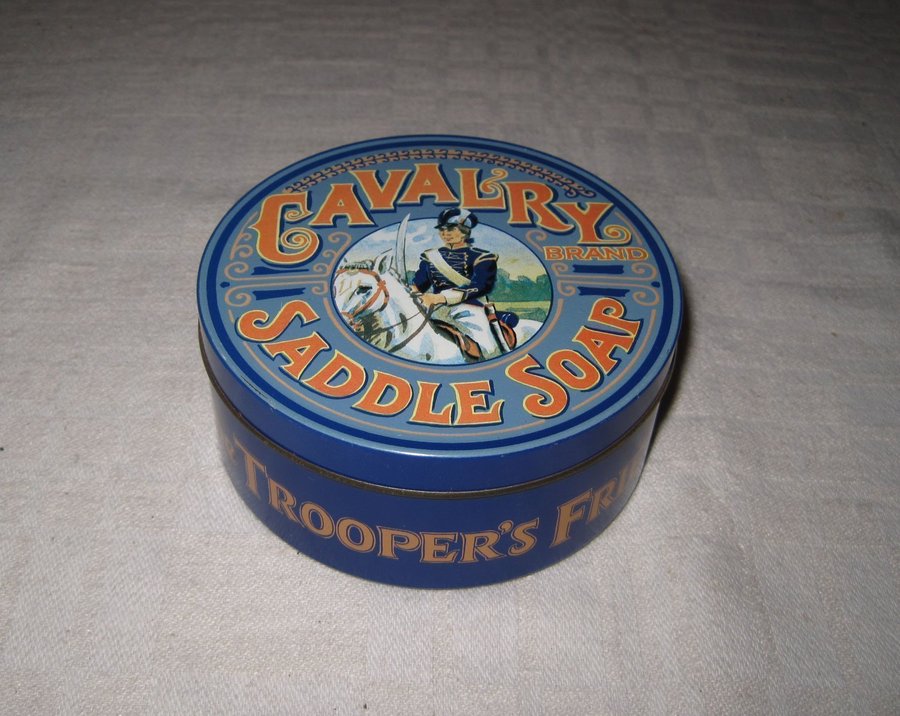 CAVALRY
BRAND
SADDLE SOAP
TROOPER'S